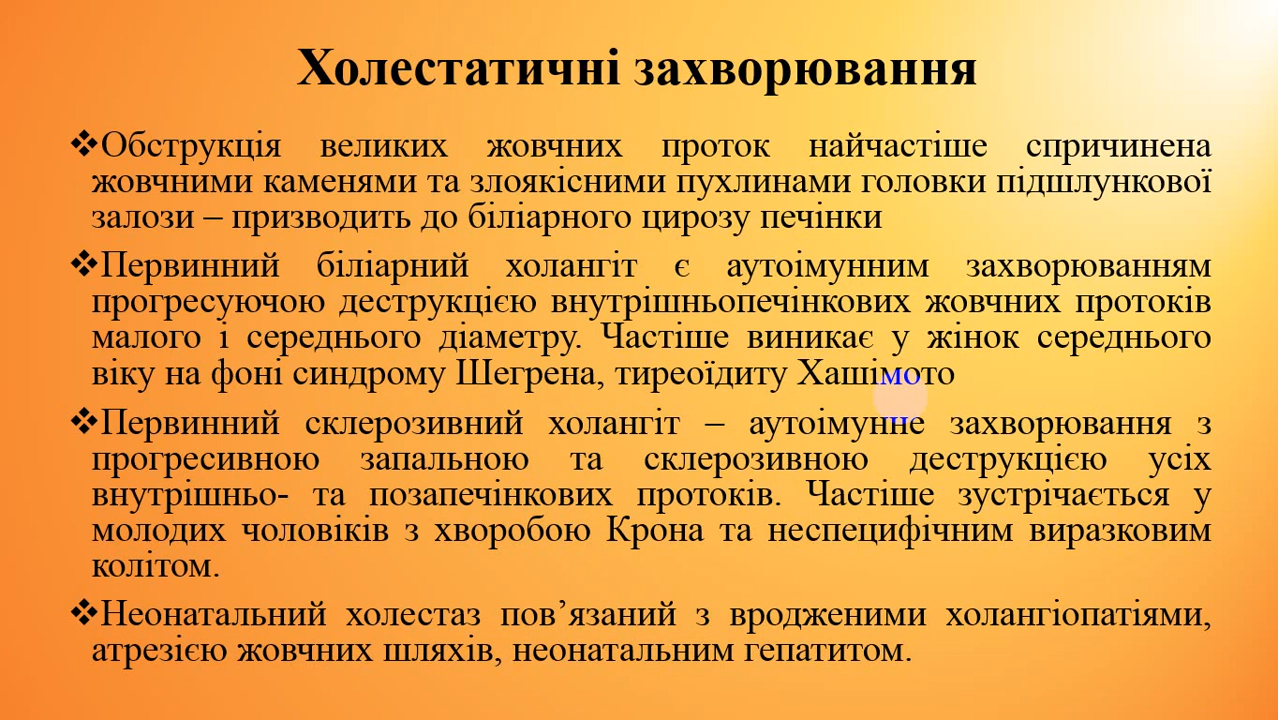 Холестатичні захворювання
❖Обструкція великих жовчних проток найчастіше спричинена
жовчними каменями та злоякісними пухлинами головки підшлункової
залози – призводить до біліарного цирозу печінки
❖Первинний біліарний холангіт є аутоімунним захворюванням
прогресуючою деструкцією внутрішньопечінкових жовчних протоків
малого і середнього діаметру. Частіше виникає у жінок середнього
віку на фоні синдрому Шегрена, тиреоїдиту Хашімото
❖Первинний склерозивний холангіт – аутоімунне захворювання з
прогресивною запальною та склерозивною деструкцією усіх
внутрішньо- та позапечінкових протоків. Частіше зустрічається у
молодих чоловіків з хворобою Крона та неспецифічним виразковим
колітом.
❖Неонатальний холестаз пов’язаний з вродженими холангіопатіями,
атрезією жовчних шляхів, неонатальним гепатитом.